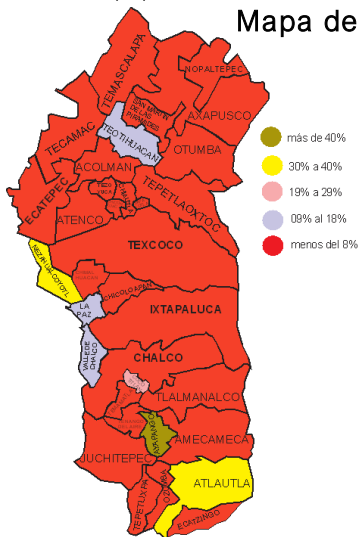 Mapa de
TEMASCALAPA
NOPALTEPEC
AXAPUSCO
SAN MARTIN
DE LAS
PIRAMIDES
TEOTIHUACAN
OTUMBA
TECAMAC
ACOLMAN
ECATEPEC
TEPETLAOXTOC
ATENCO
TEXCOCO
NEZAHUALCOYOTL
CHICOLOAPAN
LA
PAZ
IXTAPALUCA
VALLE DE
CHALCO
CHALCO
TLALMANALCO
AYAPANGO
AMECAMECA
JUCHITEPEC
OZUMBA
ATLAUTLA
TEPETLIXPA
ECATZINGO
más de 40%
30% a 40%
19% a 29%
09% al 18%
menos del 8%